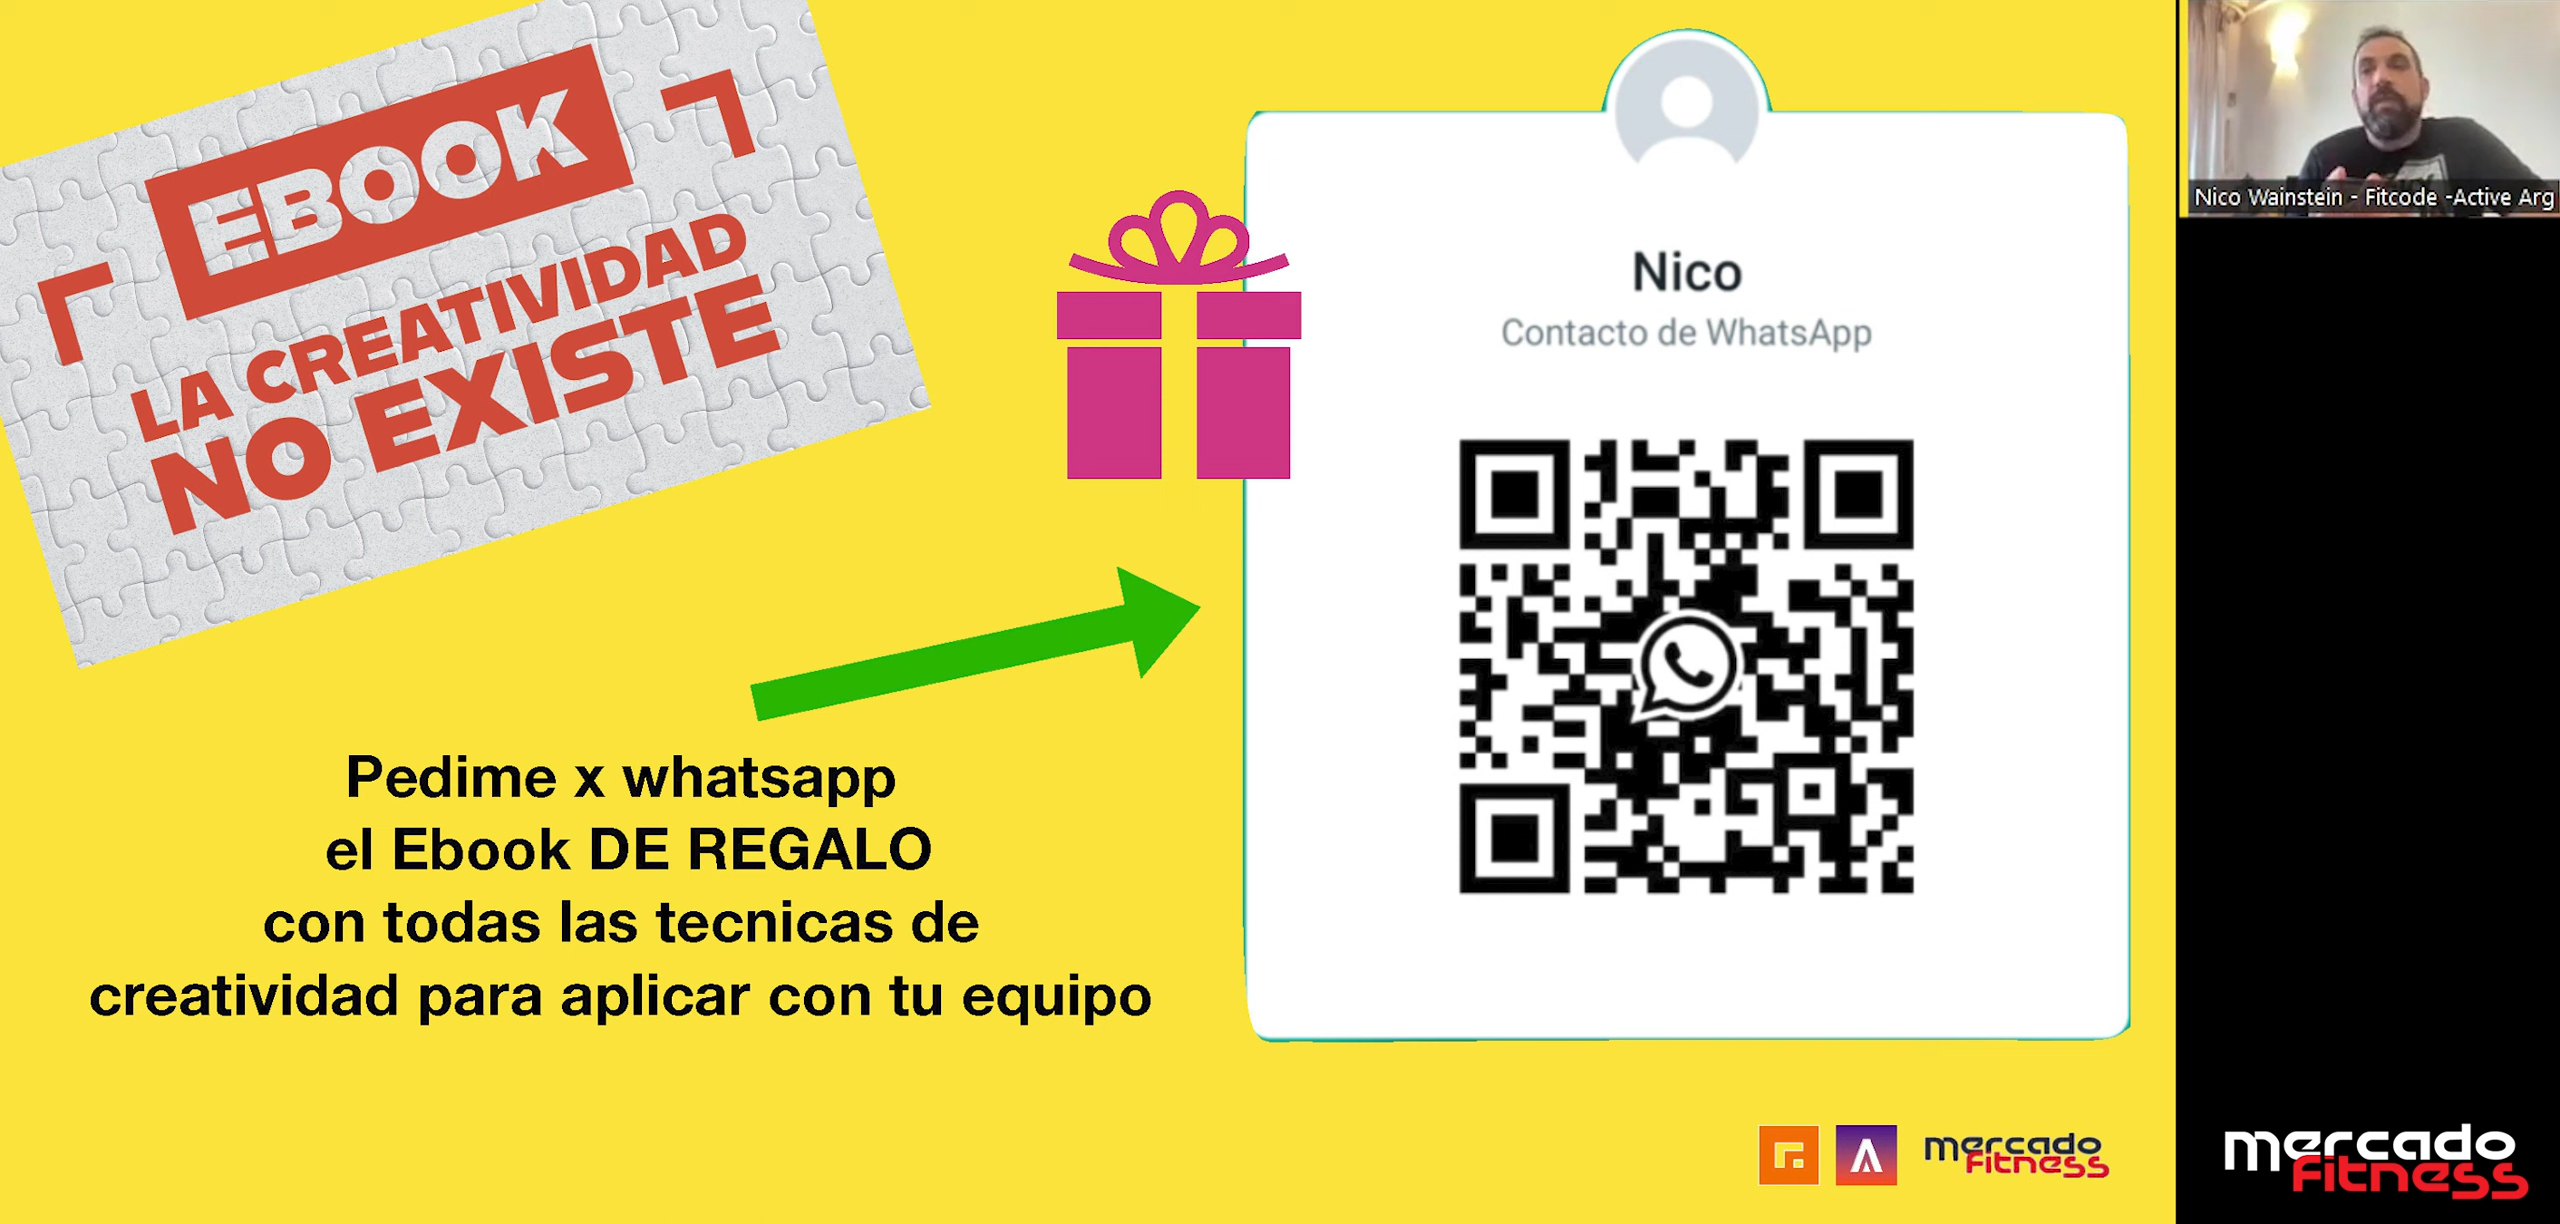 EBOOK
LA CREATIVIDAD
NO EXISTE
Pedime x whatsapp
el Ebook DE REGALO
con todas las tecnicas de
creatividad para aplicar con tu equipo
Nico
Contacto de WhatsApp
mercado
fitness
Nico Wainstein - Fitcode -Active Arg
mercado
fitness